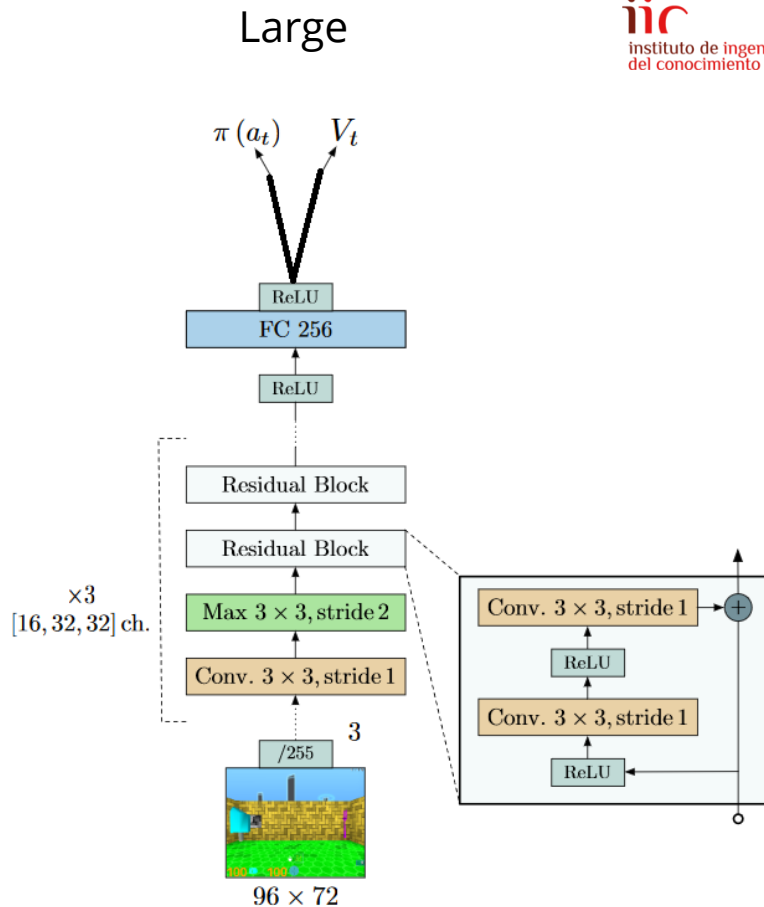 Large
iic
instituto de ingen
del conocimiento
π (a_t)
V_t
ReLU
FC 256
ReLU
Residual Block
Residual Block
×3
[16, 32, 32] ch.
Max 3 × 3, stride 2
Conv. 3 × 3, stride 1
3
/255
100
100
96 × 72
Conv. 3 × 3, stride 1
+
ReLU
Conv. 3 × 3, stride 1
ReLU